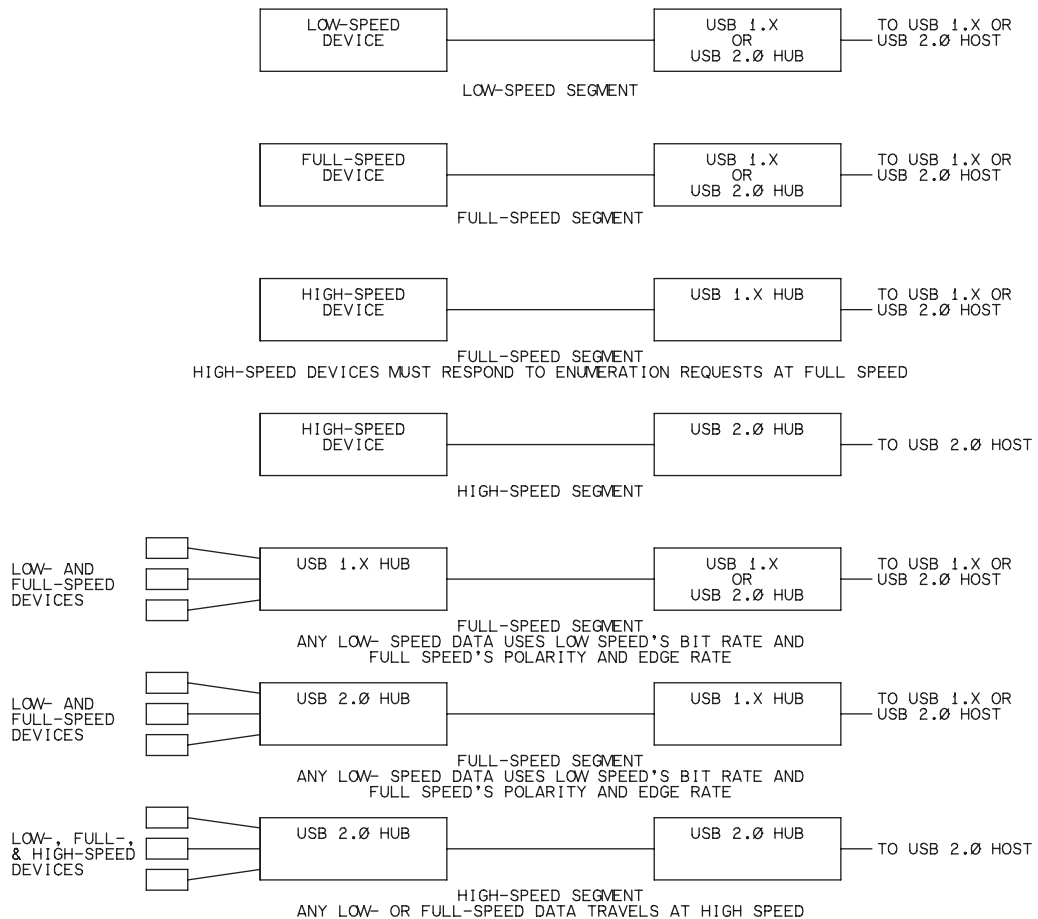 LOW-SPEED
DEVICE
USB 1.X
OR
USB 2.Ø HUB
TO USB 1.X OR
USB 2.Ø HOST
LOW-SPEED SEGMENT
FULL-SPEED
DEVICE
USB 1.X
OR
USB 2.Ø HUB
TO USB 1.X OR
USB 2.Ø HOST
FULL-SPEED SEGMENT
HIGH-SPEED
DEVICE
USB 1.X HUB
TO USB 1.X OR
USB 2.Ø HOST
FULL-SPEED SEGMENT
HIGH-SPEED DEVICES MUST RESPOND TO ENUMERATION REQUESTS AT FULL SPEED
HIGH-SPEED
DEVICE
USB 2.Ø HUB
TO USB 2.Ø HOST
HIGH-SPEED SEGMENT
LOW- AND
FULL-SPEED
DEVICES
USB 1.X HUB
USB 1.X
OR
USB 2.Ø HUB
TO USB 1.X OR
USB 2.Ø HOST
FULL-SPEED SEGMENT
ANY LOW- SPEED DATA USES LOW SPEED'S BIT RATE AND
FULL SPEED'S POLARITY AND EDGE RATE
LOW- AND
FULL-SPEED
DEVICES
USB 2.Ø HUB
USB 1.X HUB
TO USB 1.X OR
USB 2.Ø HOST
FULL-SPEED SEGMENT
ANY LOW- SPEED DATA USES LOW SPEED'S BIT RATE AND
FULL SPEED'S POLARITY AND EDGE RATE
LOW-, FULL-,
& HIGH-SPEED
DEVICES
USB 2.Ø HUB
USB 2.Ø HUB
TO USB 2.Ø HOST
HIGH-SPEED SEGMENT
ANY LOW- OR FULL-SPEED DATA TRAVELS AT HIGH SPEED